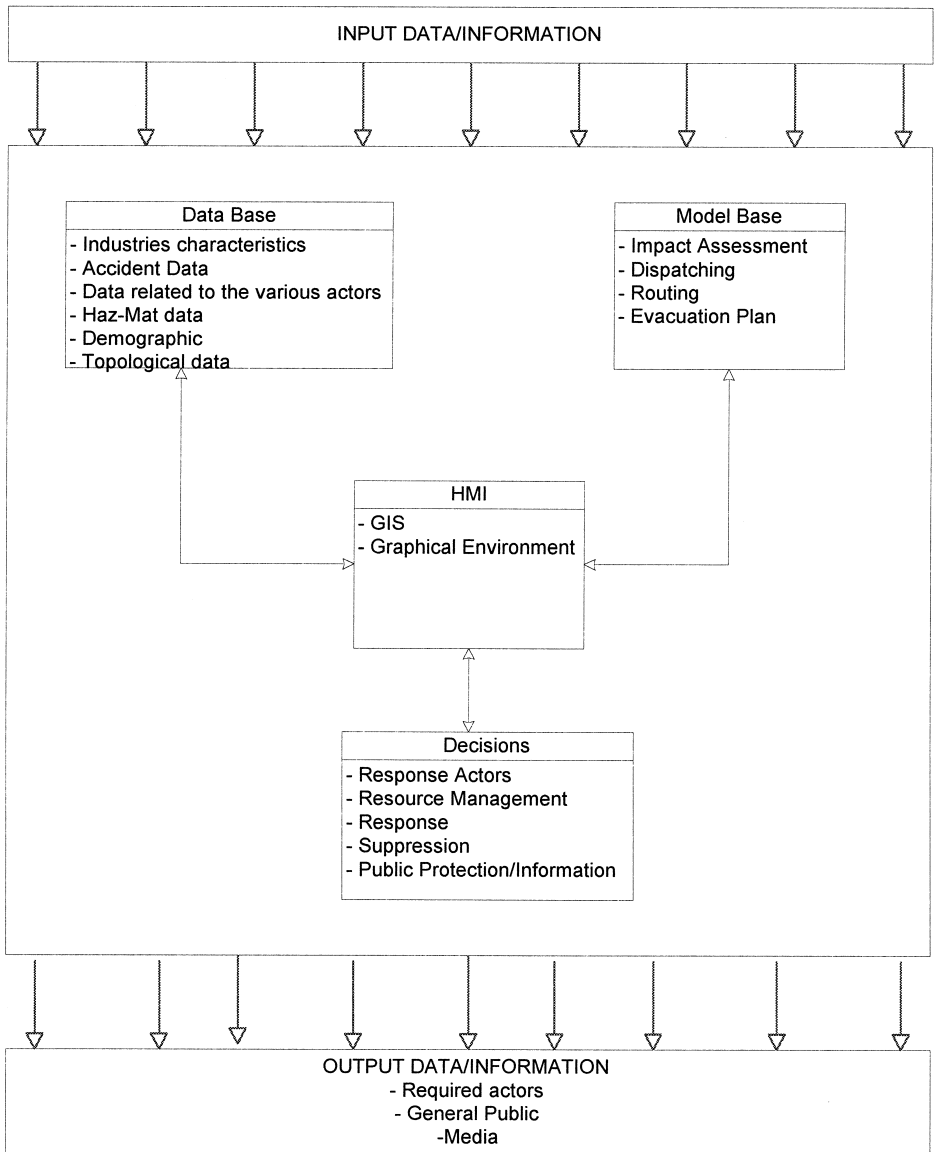 INPUT DATA/INFORMATION
Data Base
- Industries characteristics
- Accident Data
- Data related to the various actors
- Haz-Mat data
- Demographic
- Topological data
Model Base
- Impact Assessment
- Dispatching
- Routing
- Evacuation Plan
HMI
- GIS
- Graphical Environment
Decisions
- Response Actors
- Resource Management
- Response
- Suppression
- Public Protection/Information
OUTPUT DATA/INFORMATION
- Required actors
- General Public
-Media